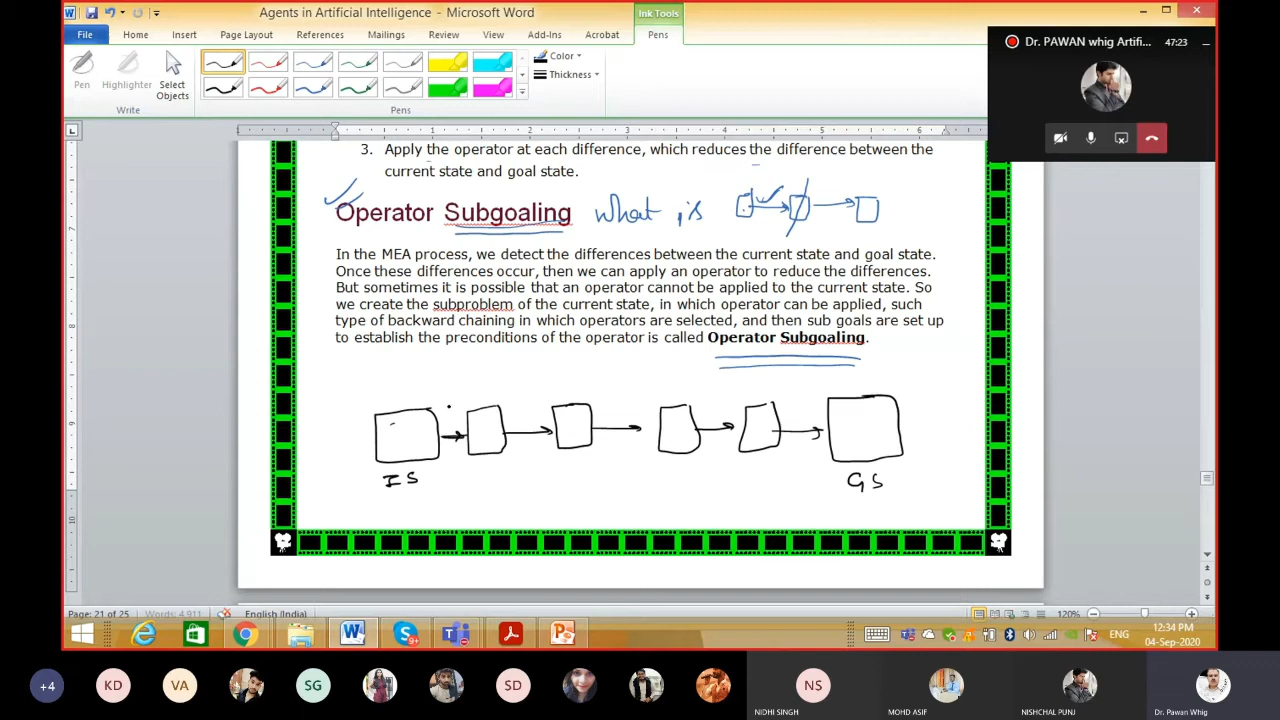 Agents in Artificial Intelligence - Microsoft Word
Ink Tools
File Home Insert Page Layout References Mailings Review View Add-Ins Acrobat Pens
Pen Highlighter Select Objects
Color
Thickness
Write Pens
Dr. PAWAN whig Artifi... 47:23
1 2 3 4 5 6
3. Apply the operator at each difference, which reduces the difference between the
current state and goal state.
Operator Subgoaling what is
In the MEA process, we detect the differences between the current state and goal state.
Once these differences occur, then we can apply an operator to reduce the differences.
But sometimes it is possible that an operator cannot be applied to the current state. So
we create the subproblem of the current state, in which operator can be applied, such
type of backward chaining in which operators are selected, and then sub goals are set up
to establish the preconditions of the operator is called Operator Subgoaling.
IS GS
Page: 21 of 25 Words: 4,911 English (India) 120%
ENG 12:34 PM
04-Sep-2020
+4 KD VA SG SD NS
NIDHI SINGH MOHD ASIF NISHCHAL PUNJ Dr. Pawan Whig